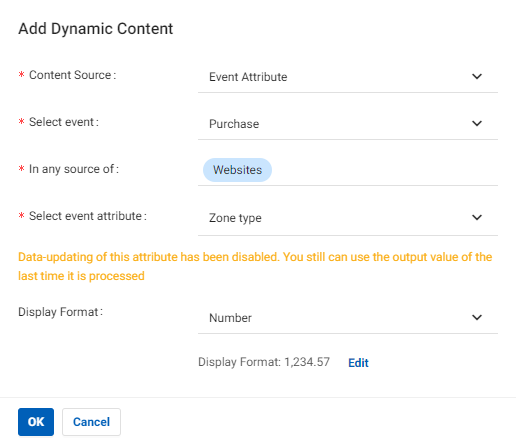 Add Dynamic Content
* Content Source:
Event Attribute
* Select event:
Purchase
* In any source of:
Websites
* Select event attribute:
Zone type
Data-updating of this attribute has been disabled. You still can use the output value of the
last time it is processed
Display Format:
Number
Display Format: 1,234.57 Edit
OK Cancel